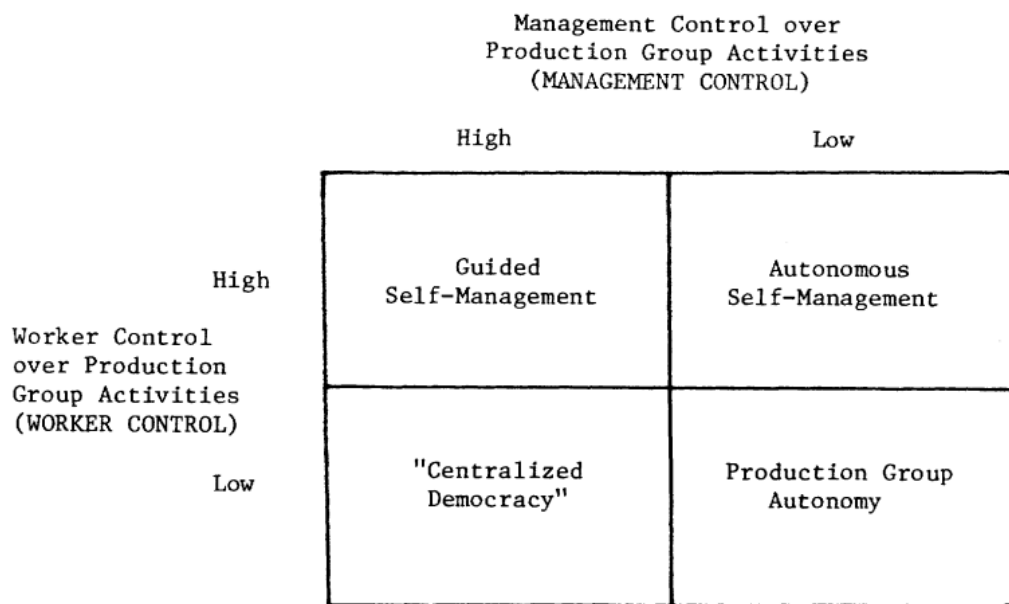 Management Control over
Production Group Activities
(MANAGEMENT CONTROL)
High
Low
High
Guided
Self-Management
Autonomous
Self-Management
Worker Control
over Production
Group Activities
(WORKER CONTROL)
Low
"Centralized
Democracy"
Production Group
Autonomy